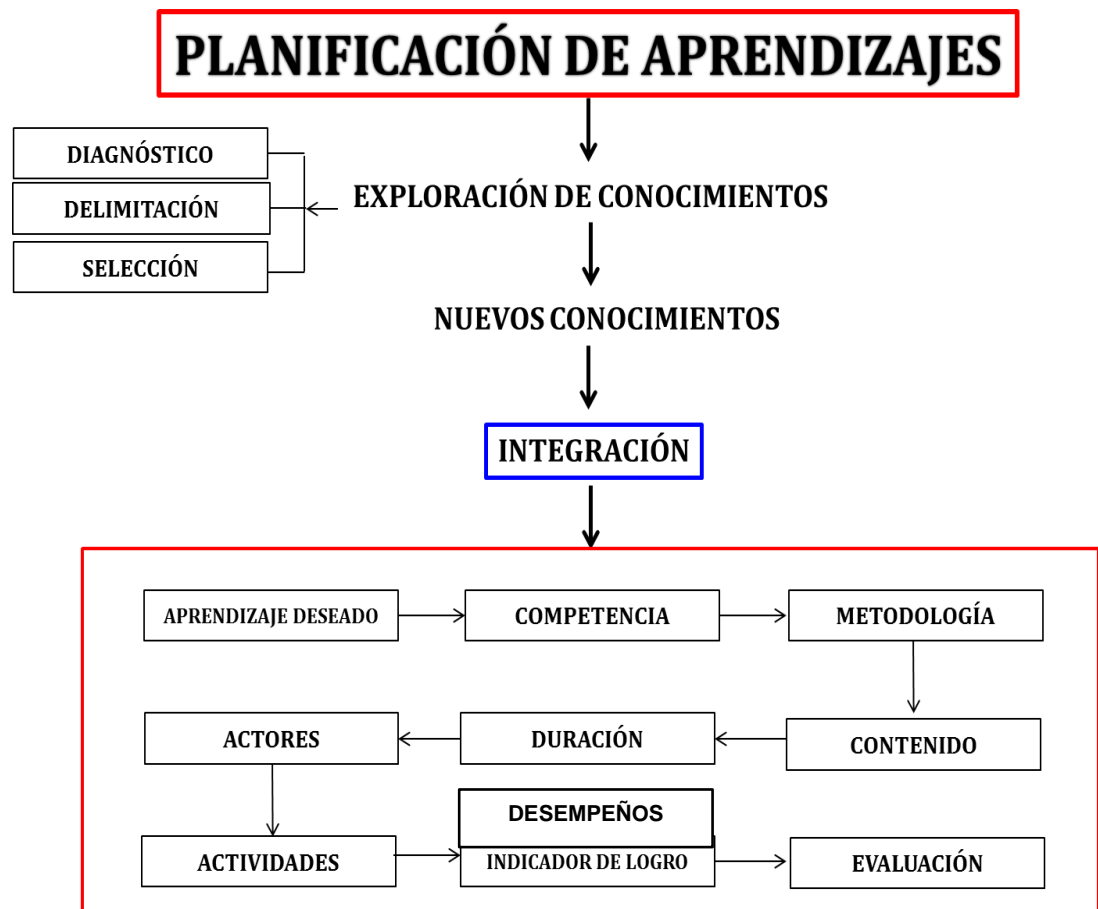 PLANIFICACIÓN DE APRENDIZAJES
DIAGNÓSTICO
DELIMITACIÓN
SELECCIÓN
EXPLORACIÓN DE CONOCIMIENTOS
NUEVOS CONOCIMIENTOS
INTEGRACIÓN
APRENDIZAJE DESEADO
COMPETENCIA
METODOLOGÍA
CONTENIDO
DURACIÓN
ACTORES
ACTIVIDADES
DESEMPEÑOS
INDICADOR DE LOGRO
EVALUACIÓN